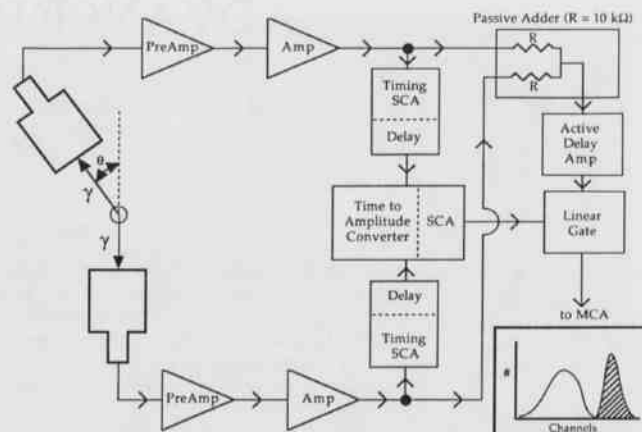 Passive Adder (R = 10 kΩ)
PreAmp
Amp
R
R
Timing
SCA
Delay
Active
Delay
Amp
θ
γ
γ
Time to
Amplitude
Converter
SCA
Linear
Gate
Delay
Timing
SCA
to MCA
PreAmp
Amp
#
Channels